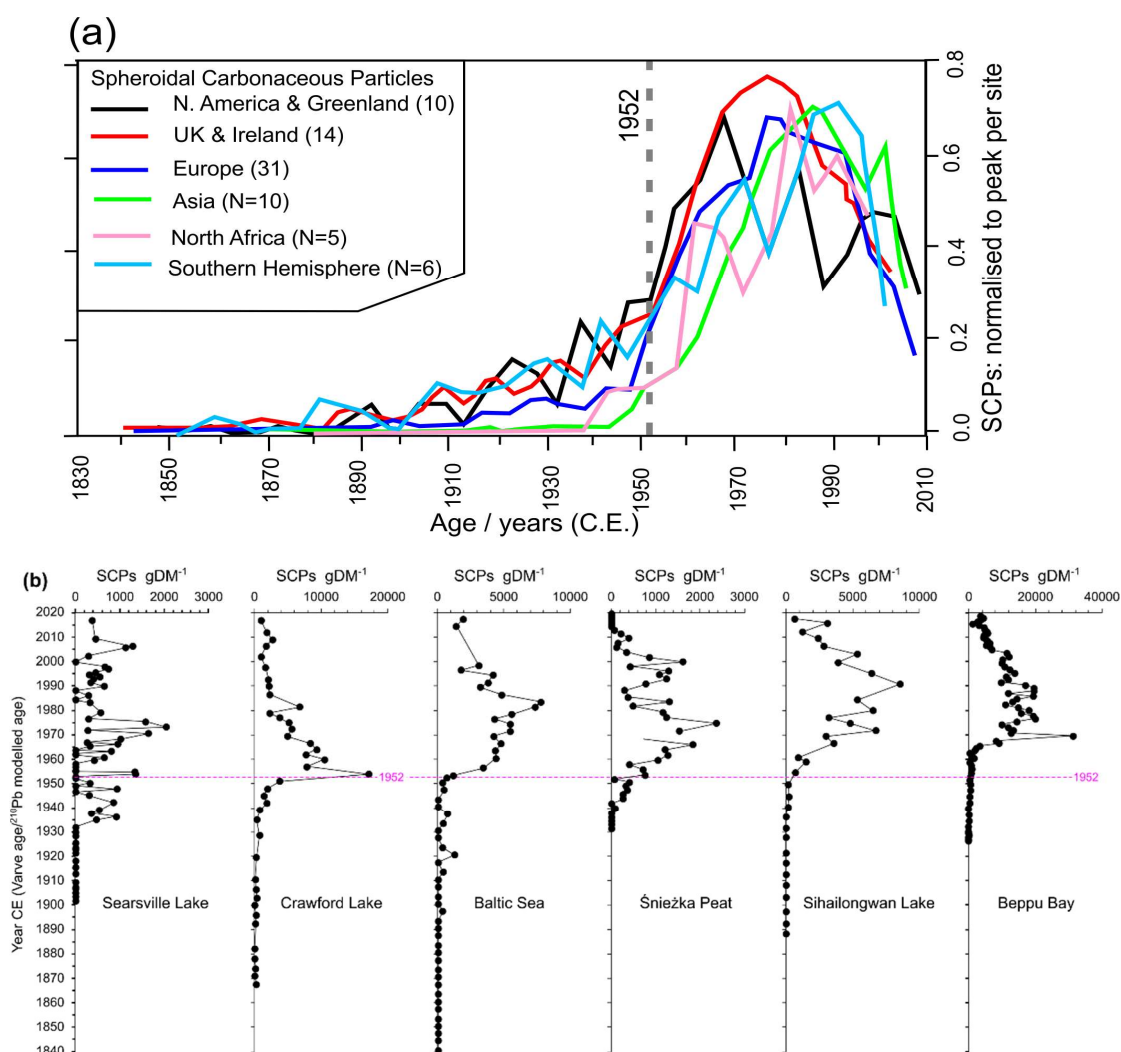 (a)
Spheroidal Carbonaceous Particles
N. America & Greenland (10)
UK & Ireland (14)
Europe (31)
Asia (N=10)
North Africa (N=5)
Southern Hemisphere (N=6)
1952
0.8
0.6
0.4
0.2
0.0
SCPs: normalised to peak per site
1830
1850
1870
1890
1910
1930
1950
1970
1990
2010
Age / years (C.E.)
(b)
SCPs gDM⁻¹
SCPs gDM⁻¹
SCPs gDM⁻¹
SCPs gDM⁻¹
SCPs gDM⁻¹
SCPs gDM⁻¹
0 1000 2000 3000
0 10000 20000
0 5000 10000
0 1000 2000 3000
0 5000 10000
0 10000 20000 30000 40000
Year CE (Varve age/²¹⁰Pb modelled age)
2020
2010
2000
1990
1980
1970
1960
1950
1940
1930
1920
1910
1900
1890
1880
1870
1860
1850
1840
1952
1952
Searsville Lake
Crawford Lake
Baltic Sea
Śnieżka Peat
Sihailongwan Lake
Beppu Bay